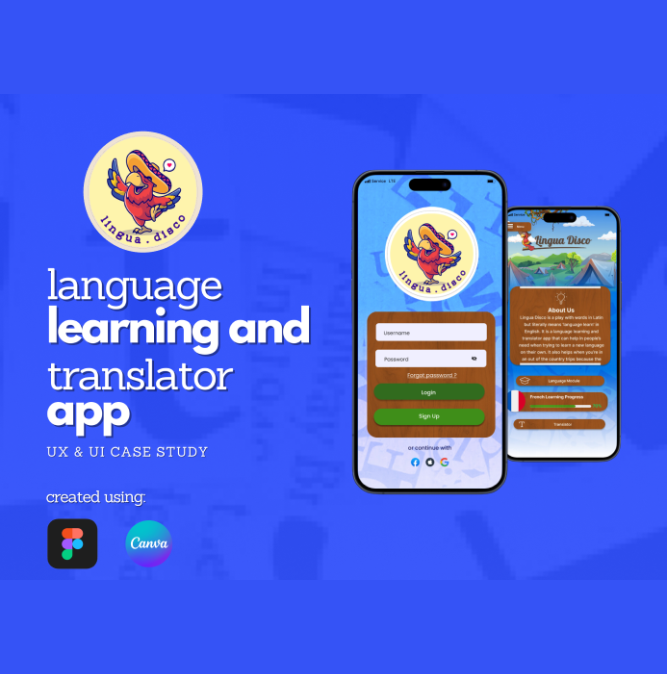 lingua.disco
language
learning and
translator
app
UX & UI CASE STUDY
created using:
Canva
lingua.disco
Username
Password
Forgot password ?
Login
Sign Up
or continue with
Menu
Lingua Disco
About Us
Lingua Disco is a play with words in Latin
but literally means 'language learn' in
English. It is a language learning and
translator app that can help in people's
need when trying to learn a new language
on their own. It also helps when you're in
all out of the country trips because the
Language Module
French Learning Progress
Translator